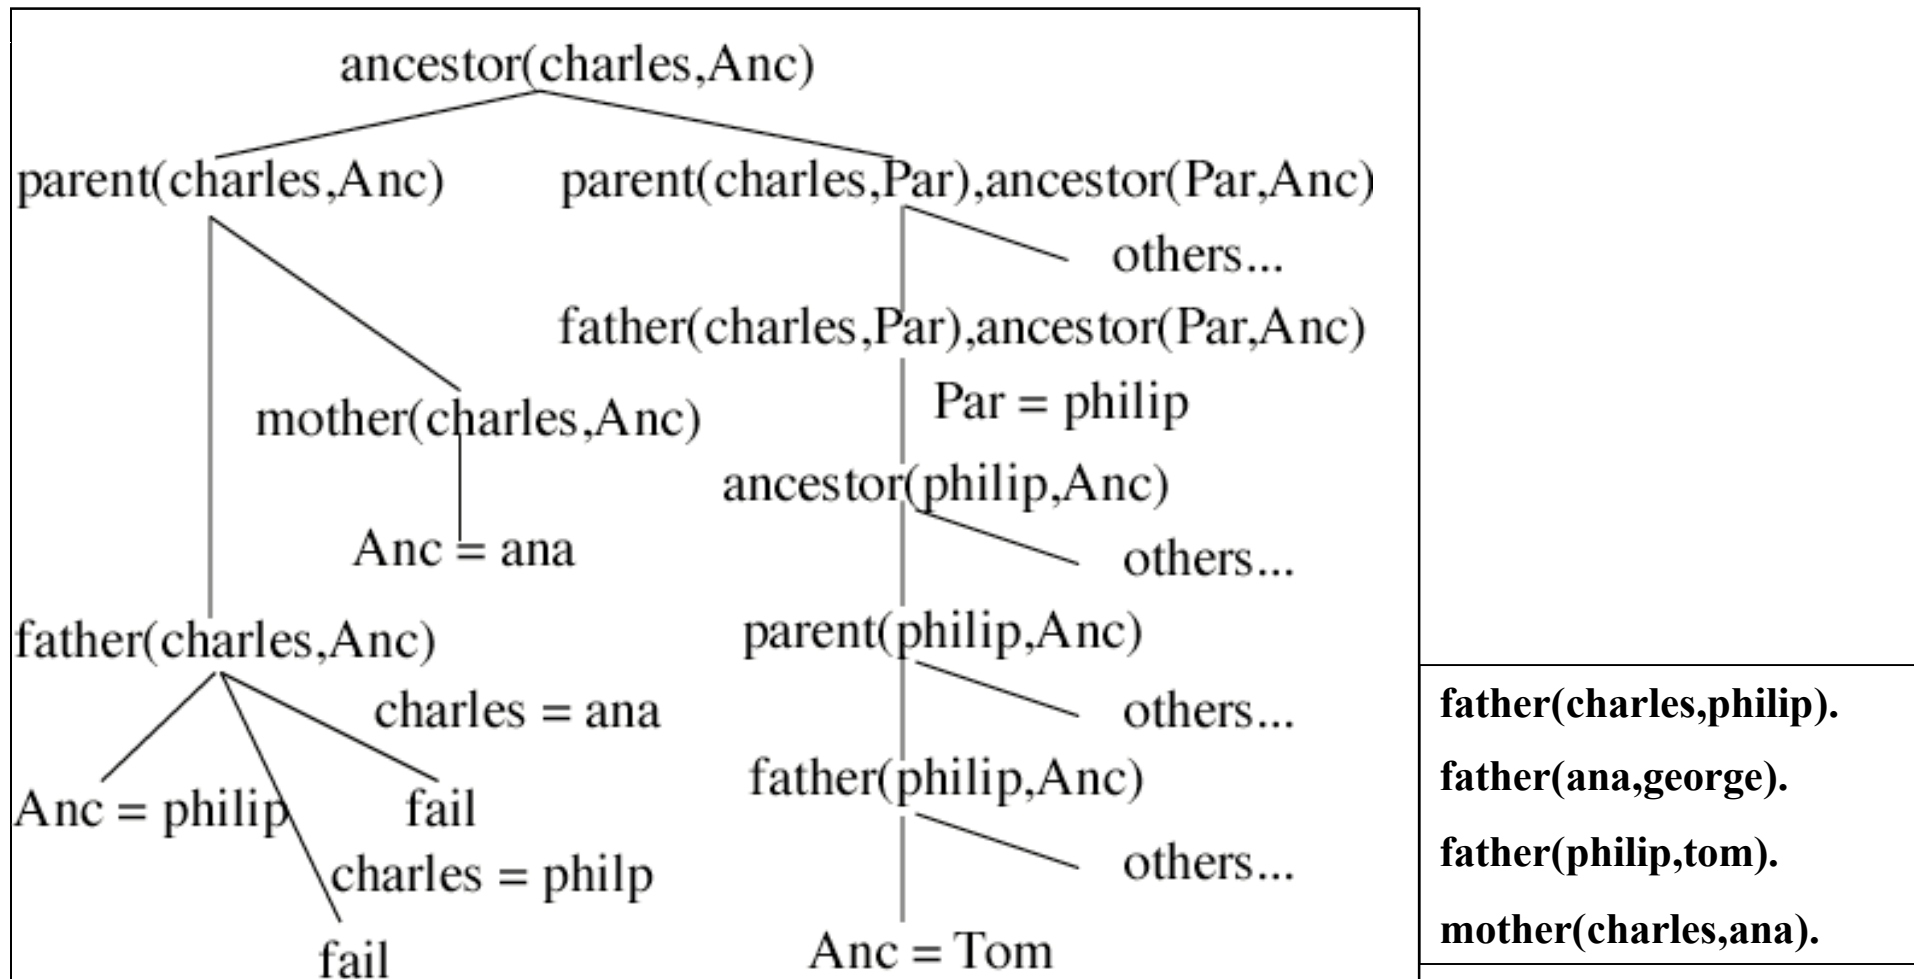 ancestor(charles,Anc)
parent(charles,Anc)
parent(charles,Par),ancestor(Par,Anc)
others...
father(charles,Par),ancestor(Par,Anc)
Par = philip
mother(charles,Anc)
ancestor(philip,Anc)
Anc = ana
others...
father(charles,Anc)
parent(philip,Anc)
charles = ana
others...
Anc = philip
fail
father(philip,Anc)
charles = philp
others...
fail
Anc = Tom
father(charles,philip).
father(ana,george).
father(philip,tom).
mother(charles,ana).